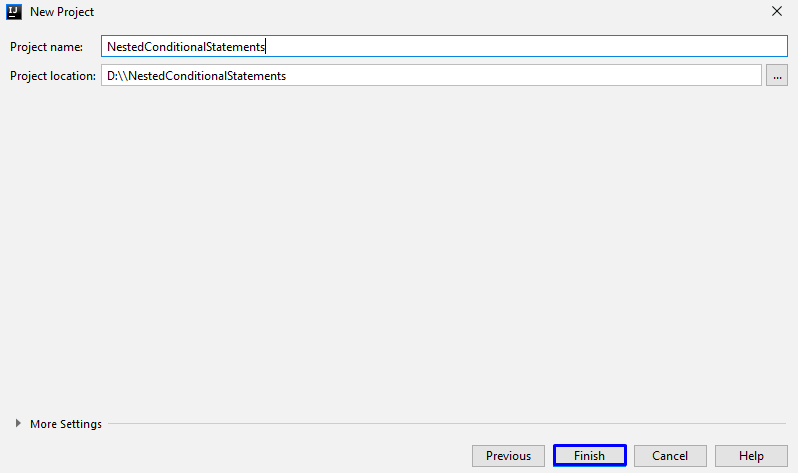 IJ New Project
Project name: NestedConditionalStatements
Project location: D:\\NestedConditionalStatements ...
More Settings
Previous Finish Cancel Help